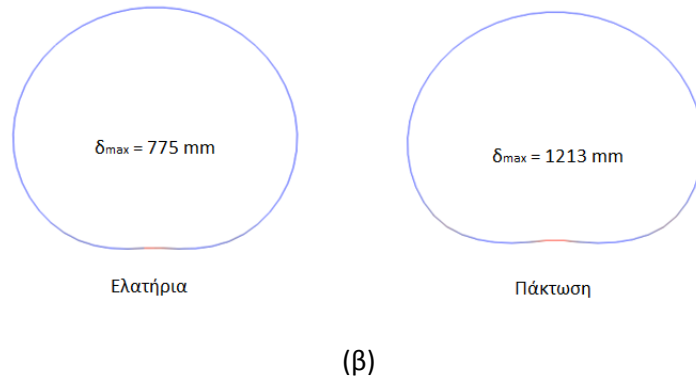 δmax = 775 mm
δmax = 1213 mm
Ελατήρια
Πάκτωση
(β)